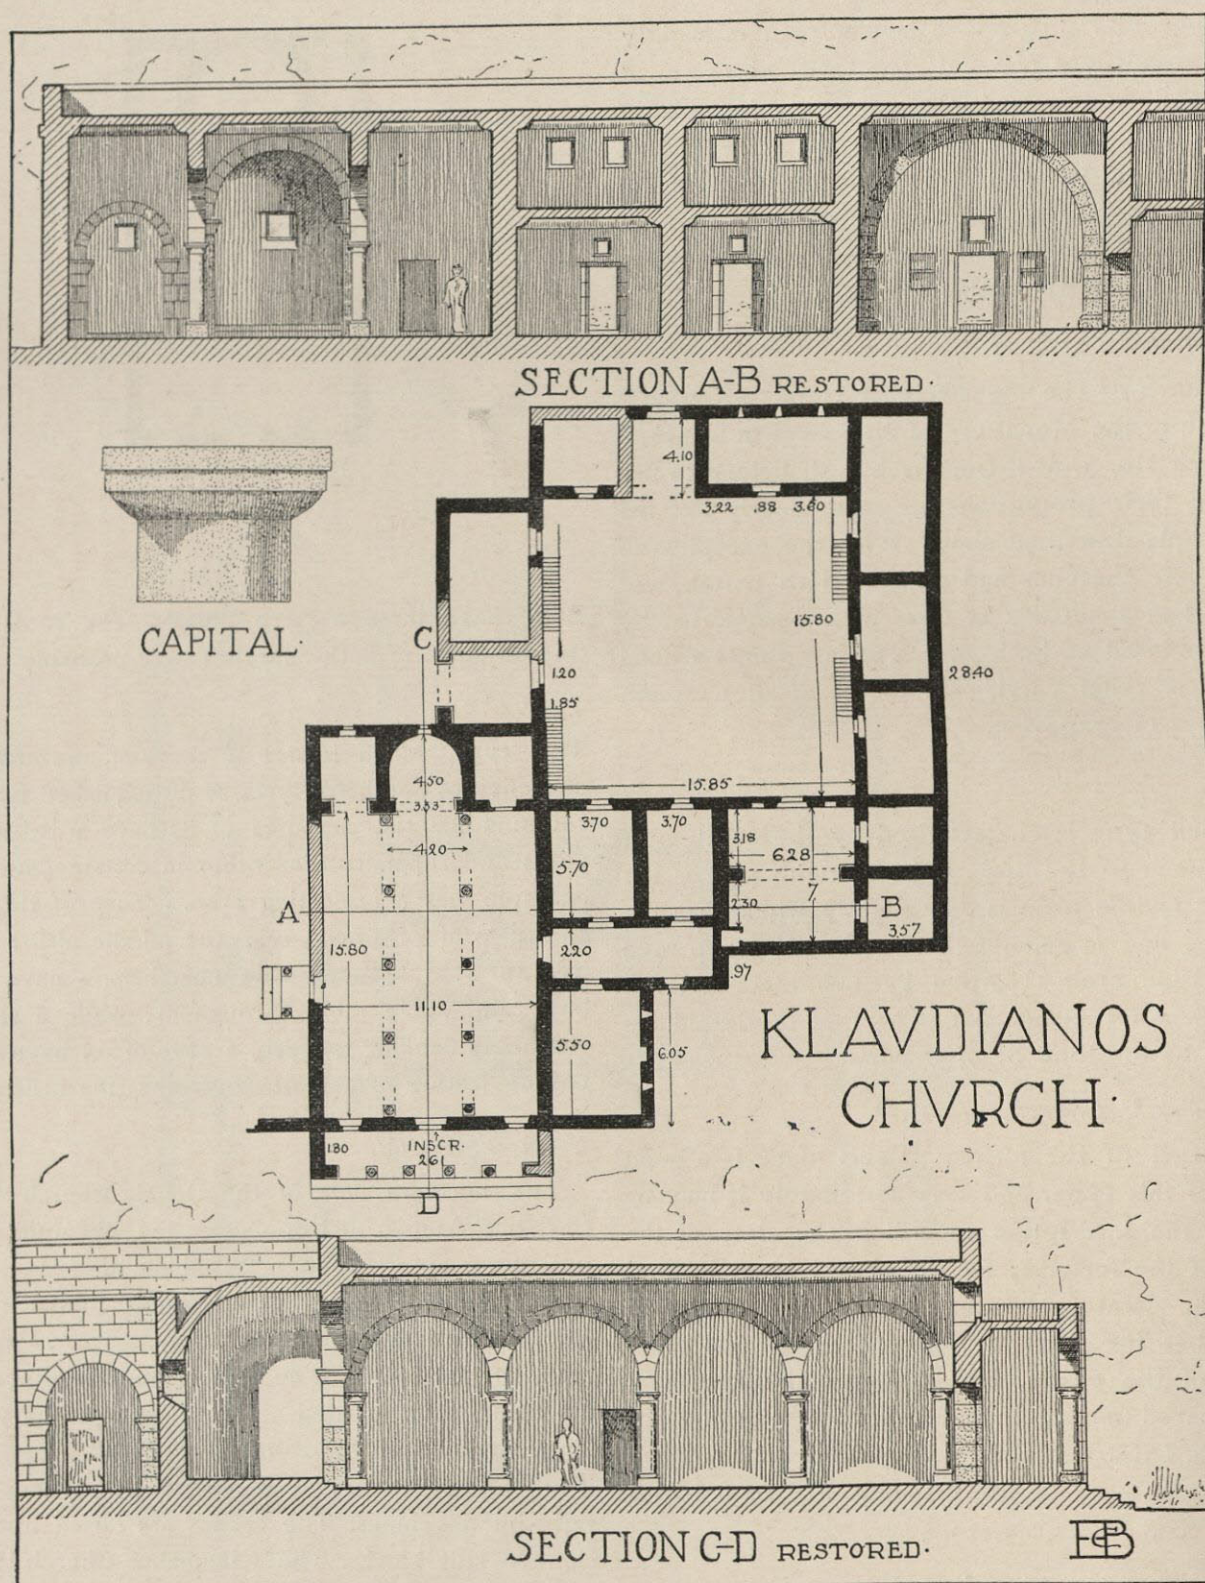 SECTION A-B RESTORED.
CAPITAL.
4.10
3.22 .88 3.60
C
15.80
1.20
1.85
28.40
4.50
3.53
15.85
3.70
3.70
3.18
4.20
5.70
6.28
A
2.30
7
B
15.80
2.20
3.57
.97
11.10
KLAVDIANOS
CHVRCH.
5.50
6.05
1.80
INSCR.
261
D
SECTION C-D RESTORED.
HCB